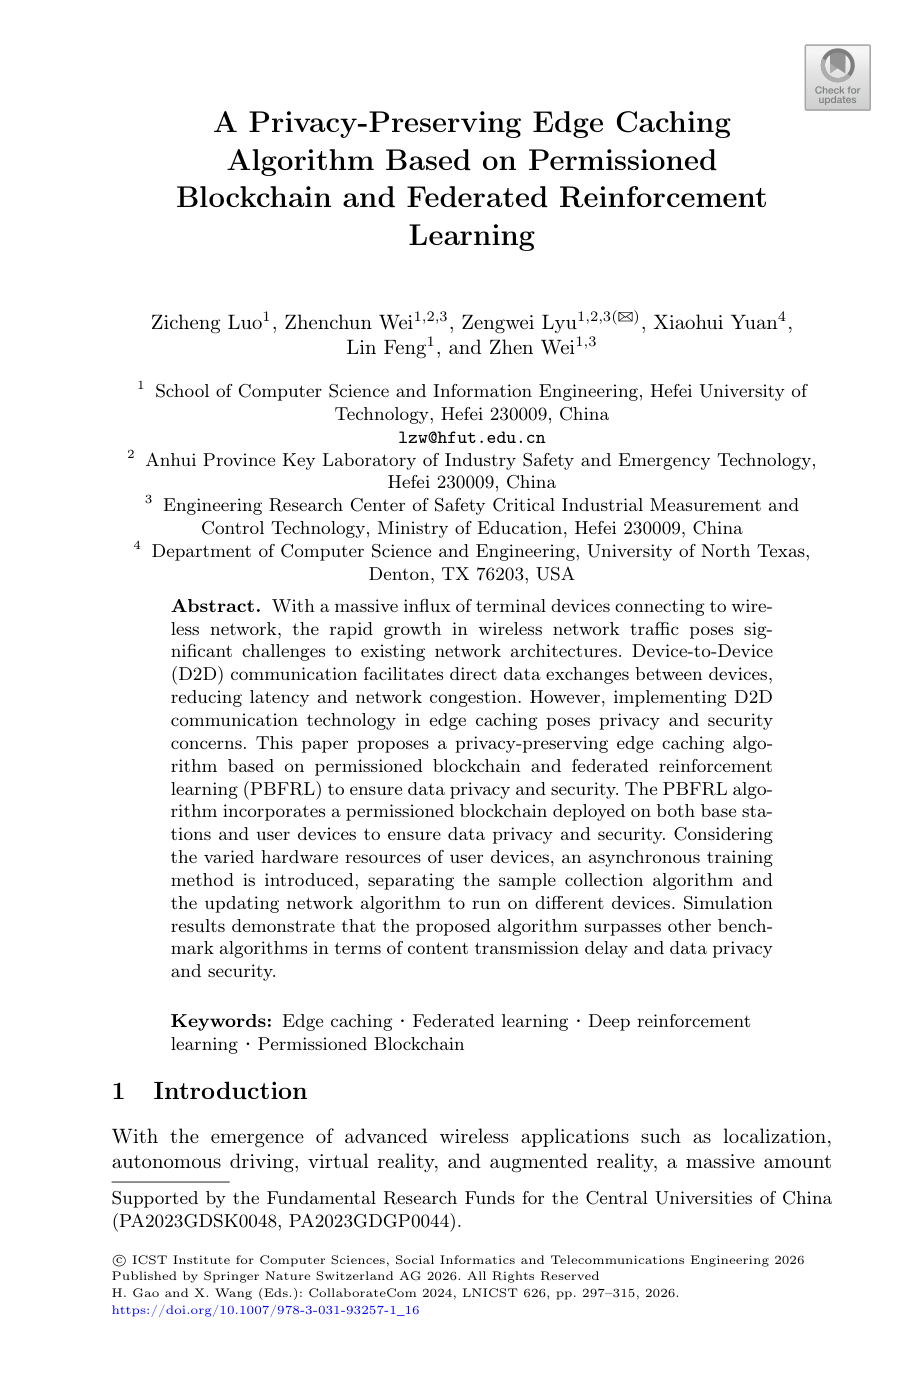 Check for
updates
A Privacy-Preserving Edge Caching
Algorithm Based on Permissioned
Blockchain and Federated Reinforcement
Learning
Zicheng Luo1, Zhenchun Wei1,2,3, Zengwei Lyu1,2,3(✉), Xiaohui Yuan4,
Lin Feng1, and Zhen Wei1,3
1 School of Computer Science and Information Engineering, Hefei University of
Technology, Hefei 230009, China
lzw@hfut.edu.cn
2 Anhui Province Key Laboratory of Industry Safety and Emergency Technology,
Hefei 230009, China
3 Engineering Research Center of Safety Critical Industrial Measurement and
Control Technology, Ministry of Education, Hefei 230009, China
4 Department of Computer Science and Engineering, University of North Texas,
Denton, TX 76203, USA
Abstract. With a massive influx of terminal devices connecting to wire-
less network, the rapid growth in wireless network traffic poses sig-
nificant challenges to existing network architectures. Device-to-Device
(D2D) communication facilitates direct data exchanges between devices,
reducing latency and network congestion. However, implementing D2D
communication technology in edge caching poses privacy and security
concerns. This paper proposes a privacy-preserving edge caching algo-
rithm based on permissioned blockchain and federated reinforcement
learning (PBFRL) to ensure data privacy and security. The PBFRL algo-
rithm incorporates a permissioned blockchain deployed on both base sta-
tions and user devices to ensure data privacy and security. Considering
the varied hardware resources of user devices, an asynchronous training
method is introduced, separating the sample collection algorithm and
the updating network algorithm to run on different devices. Simulation
results demonstrate that the proposed algorithm surpasses other bench-
mark algorithms in terms of content transmission delay and data privacy
and security.
Keywords: Edge caching · Federated learning · Deep reinforcement
learning · Permissioned Blockchain
1 Introduction
With the emergence of advanced wireless applications such as localization,
autonomous driving, virtual reality, and augmented reality, a massive amount
Supported by the Fundamental Research Funds for the Central Universities of China
(PA2023GDSK0048, PA2023GDGP0044).
© ICST Institute for Computer Sciences, Social Informatics and Telecommunications Engineering 2026
Published by Springer Nature Switzerland AG 2026. All Rights Reserved
H. Gao and X. Wang (Eds.): CollaborateCom 2024, LNICST 626, pp. 297–315, 2026.
https://doi.org/10.1007/978-3-031-93257-1_16